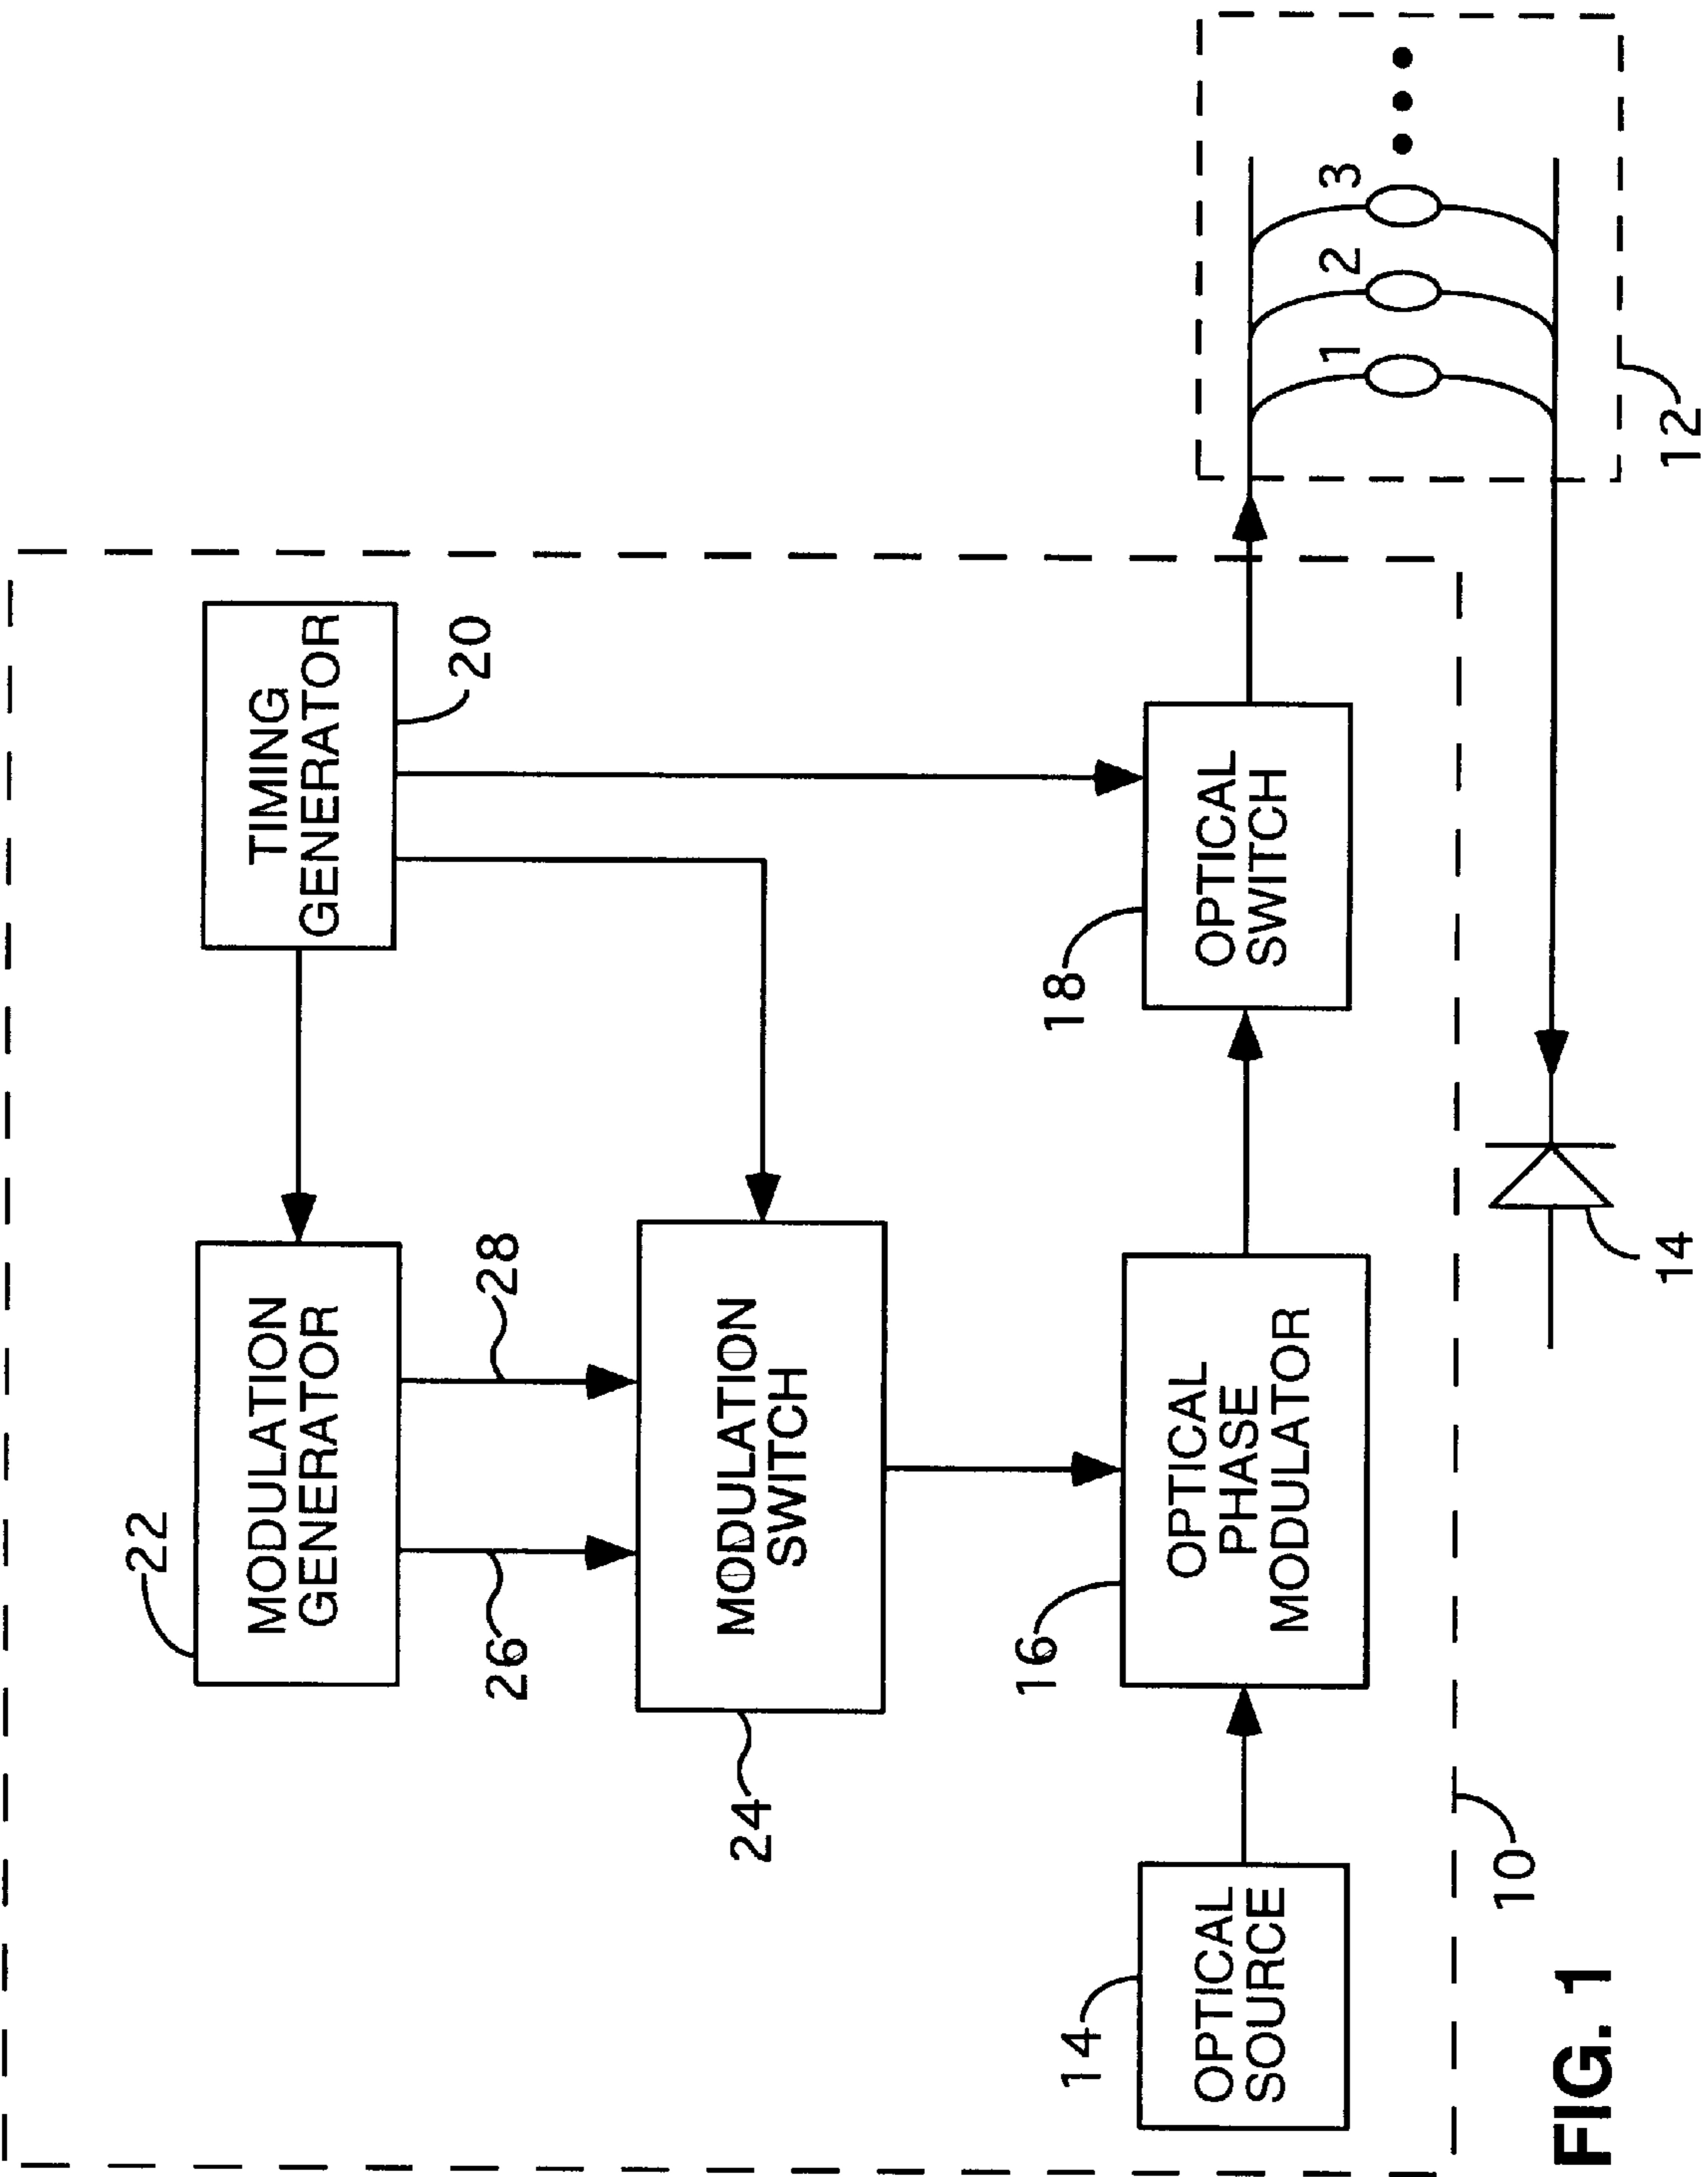 22
MODULATION
GENERATOR
TIMING
GENERATOR
20
26
28
24
MODULATION
SWITCH
14
OPTICAL
SOURCE
16
OPTICAL
PHASE
MODULATOR
18
OPTICAL
SWITCH
1
2
3
12
10
14
FIG. 1